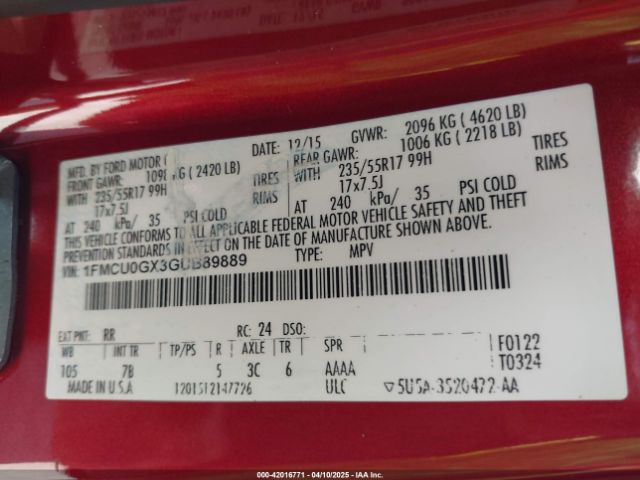 MFD. BY FORD MOTOR C DATE: 12/15 GVWR: 2096 KG ( 4620 LB)
FRONT GAWR: 109 KG (2420 LB) REAR GAWR: 1006 KG ( 2218 LB)
WITH 235/55R17 99H TIRES WITH 235/55R17 99H TIRES
17x7.5J RIMS 17x7.5J RIMS
AT 240 kPa/ 35 PSI COLD AT 240 kPa/ 35 PSI COLD
THIS VEHICLE CONFORMS TO ALL APPLICABLE FEDERAL MOTOR VEHICLE SAFETY AND THEFT
PREVENTION STANDARDS IN EFFECT ON THE DATE OF MANUFACTURE SHOWN ABOVE.
VIN: 1FMCU0GX3GUB89889 TYPE: MPV
EXT PNT: RR RC: 24 DSO:
WB INT TR TP/PS R AXLE TR SPR F0122
105 7B 5 3C 6 AAAA T0324
MADE IN U.S.A 1201512147726 ULC 5U5A-3520472-AA
000-42016771 - 04/10/2025 - IAA Inc.